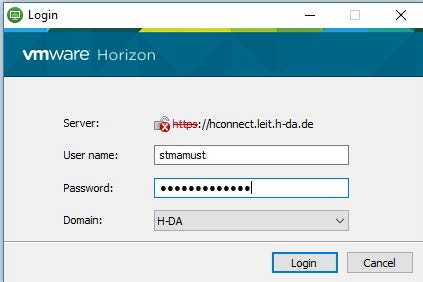 Login
vmware Horizon
Server: https://hconnect.leit.h-da.de
User name: stmamust
Password: •••••••••••••
Domain: H-DA
Login Cancel